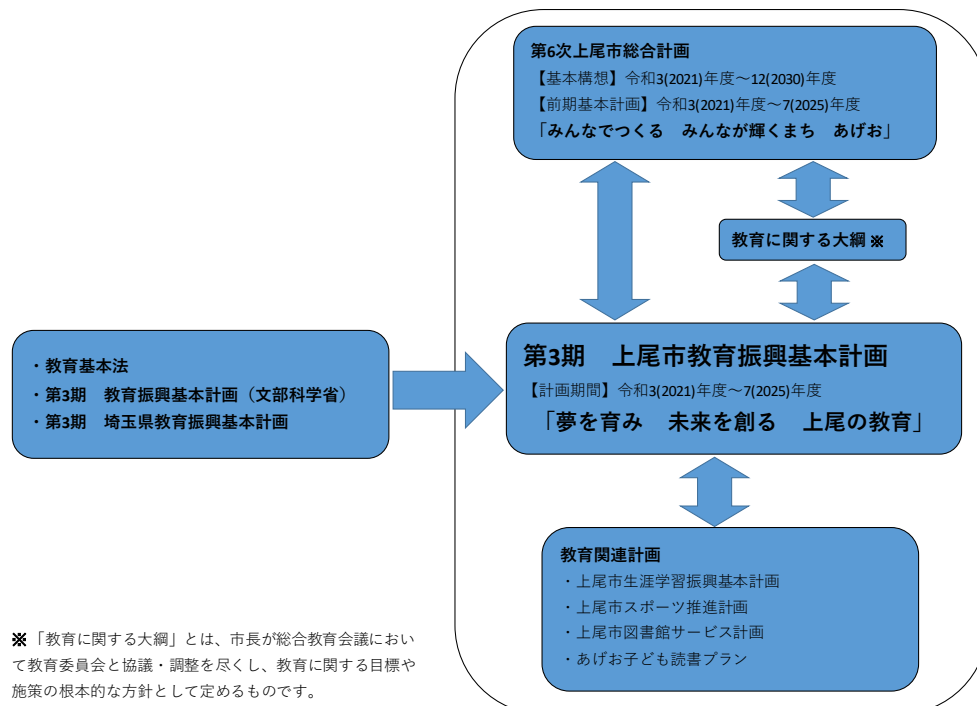 第6次上尾市総合計画
【基本構想】令和3(2021)年度～12(2030)年度
【前期基本計画】令和3(2021)年度～7(2025)年度
「みんなでつくる　みんなが輝くまち　あげお」
教育に関する大綱 ※
・教育基本法
・第3期　教育振興基本計画（文部科学省）
・第3期　埼玉県教育振興基本計画
第3期　上尾市教育振興基本計画
【計画期間】令和3(2021)年度～7(2025)年度
「夢を育み　未来を創る　上尾の教育」
教育関連計画
・上尾市生涯学習振興基本計画
・上尾市スポーツ推進計画
・上尾市図書館サービス計画
・あげお子ども読書プラン
※「教育に関する大綱」とは、市長が総合教育会議におい
て教育委員会と協議・調整を尽くし、教育に関する目標や
施策の根本的な方針として定めるものです。